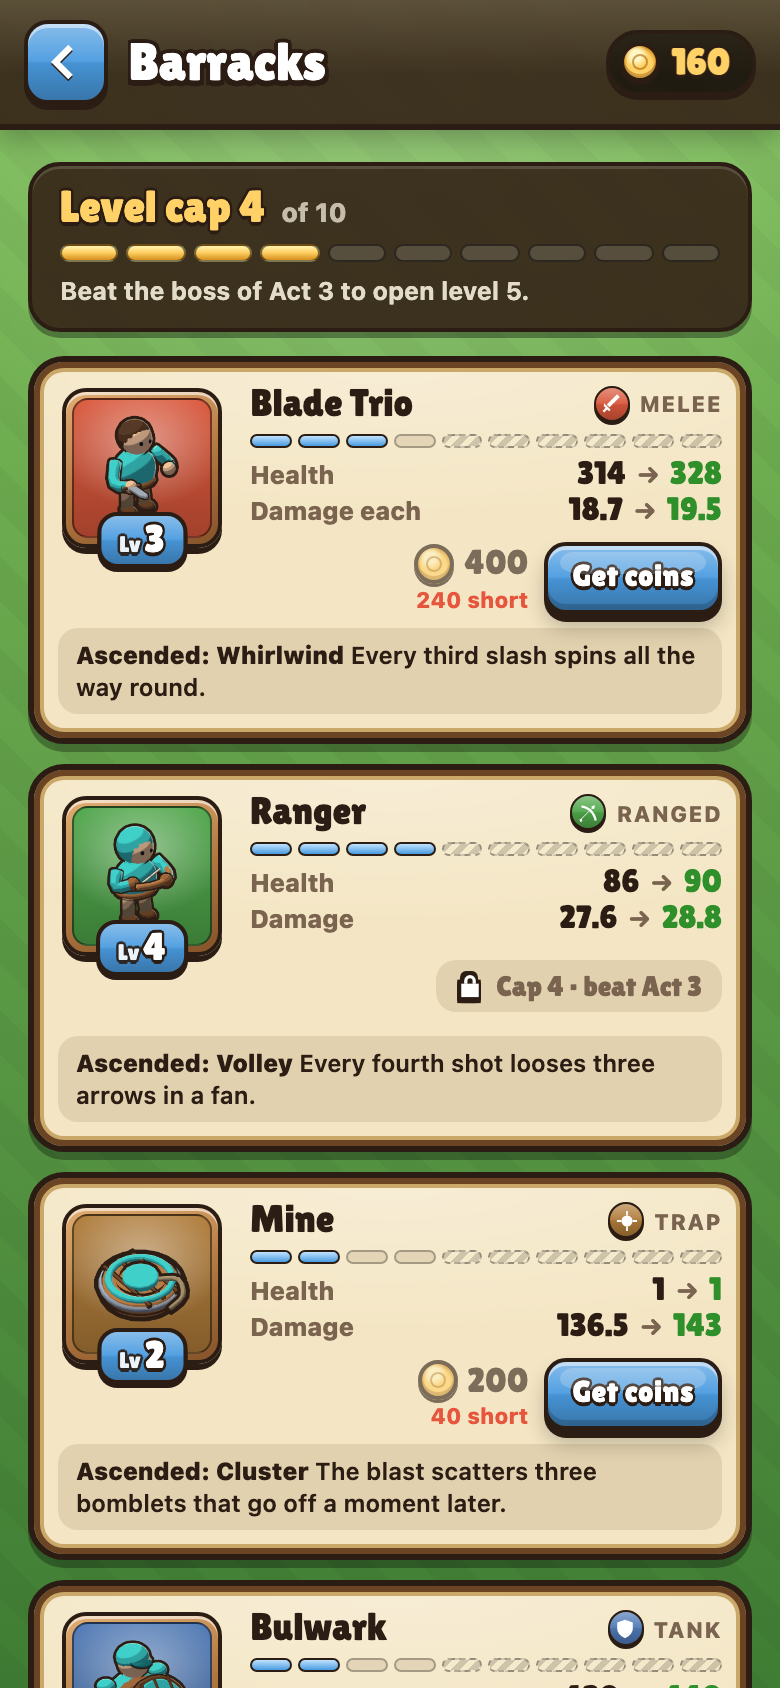 Barracks
160
Level cap 4 of 10
Beat the boss of Act 3 to open level 5.
Blade Trio
MELEE
Health
314 → 328
Damage each
18.7 → 19.5
Lv3
400
240 short
Get coins
Ascended: Whirlwind Every third slash spins all the
way round.
Ranger
RANGED
Health
86 → 90
Damage
27.6 → 28.8
Lv4
Cap 4 · beat Act 3
Ascended: Volley Every fourth shot looses three
arrows in a fan.
Mine
TRAP
Health
1 → 1
Damage
136.5 → 143
Lv2
200
40 short
Get coins
Ascended: Cluster The blast scatters three
bomblets that go off a moment later.
Bulwark
TANK